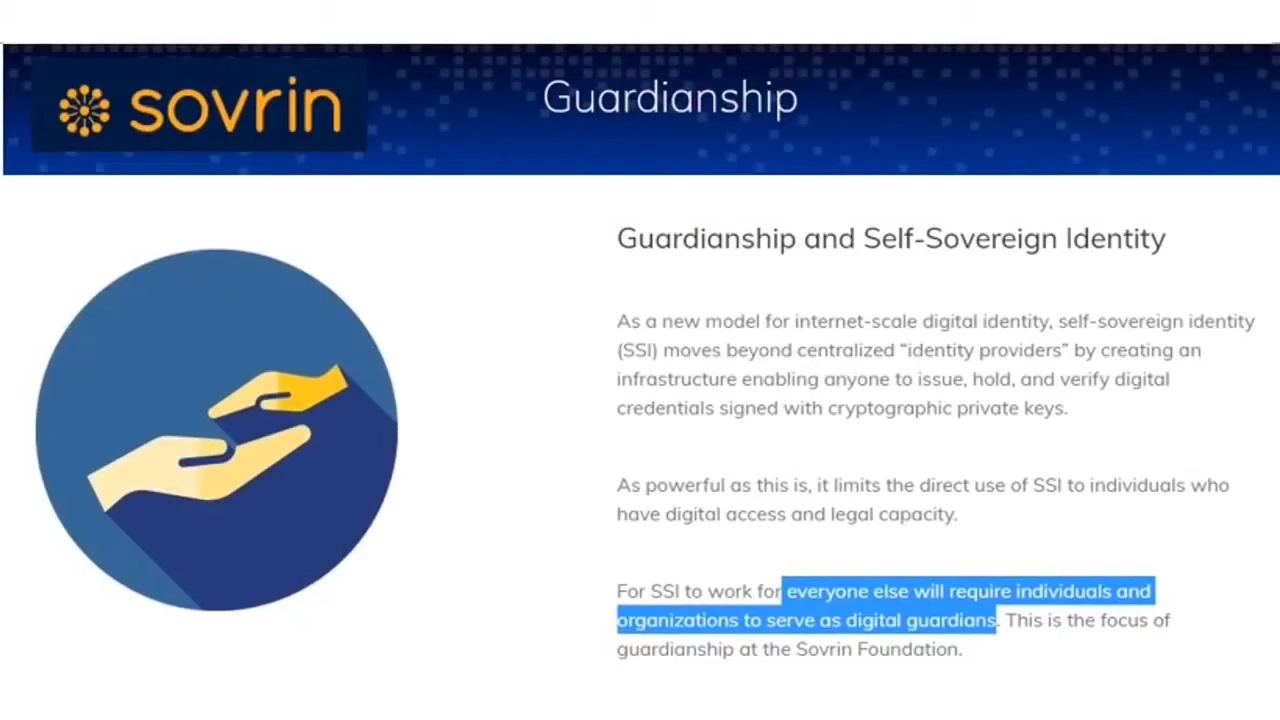 sovrin
Guardianship
Guardianship and Self-Sovereign Identity
As a new model for internet-scale digital identity, self-sovereign identity
(SSI) moves beyond centralized “identity providers” by creating an
infrastructure enabling anyone to issue, hold, and verify digital
credentials signed with cryptographic private keys.
As powerful as this is, it limits the direct use of SSI to individuals who
have digital access and legal capacity.
For SSI to work for everyone else will require individuals and
organizations to serve as digital guardians. This is the focus of
guardianship at the Sovrin Foundation.